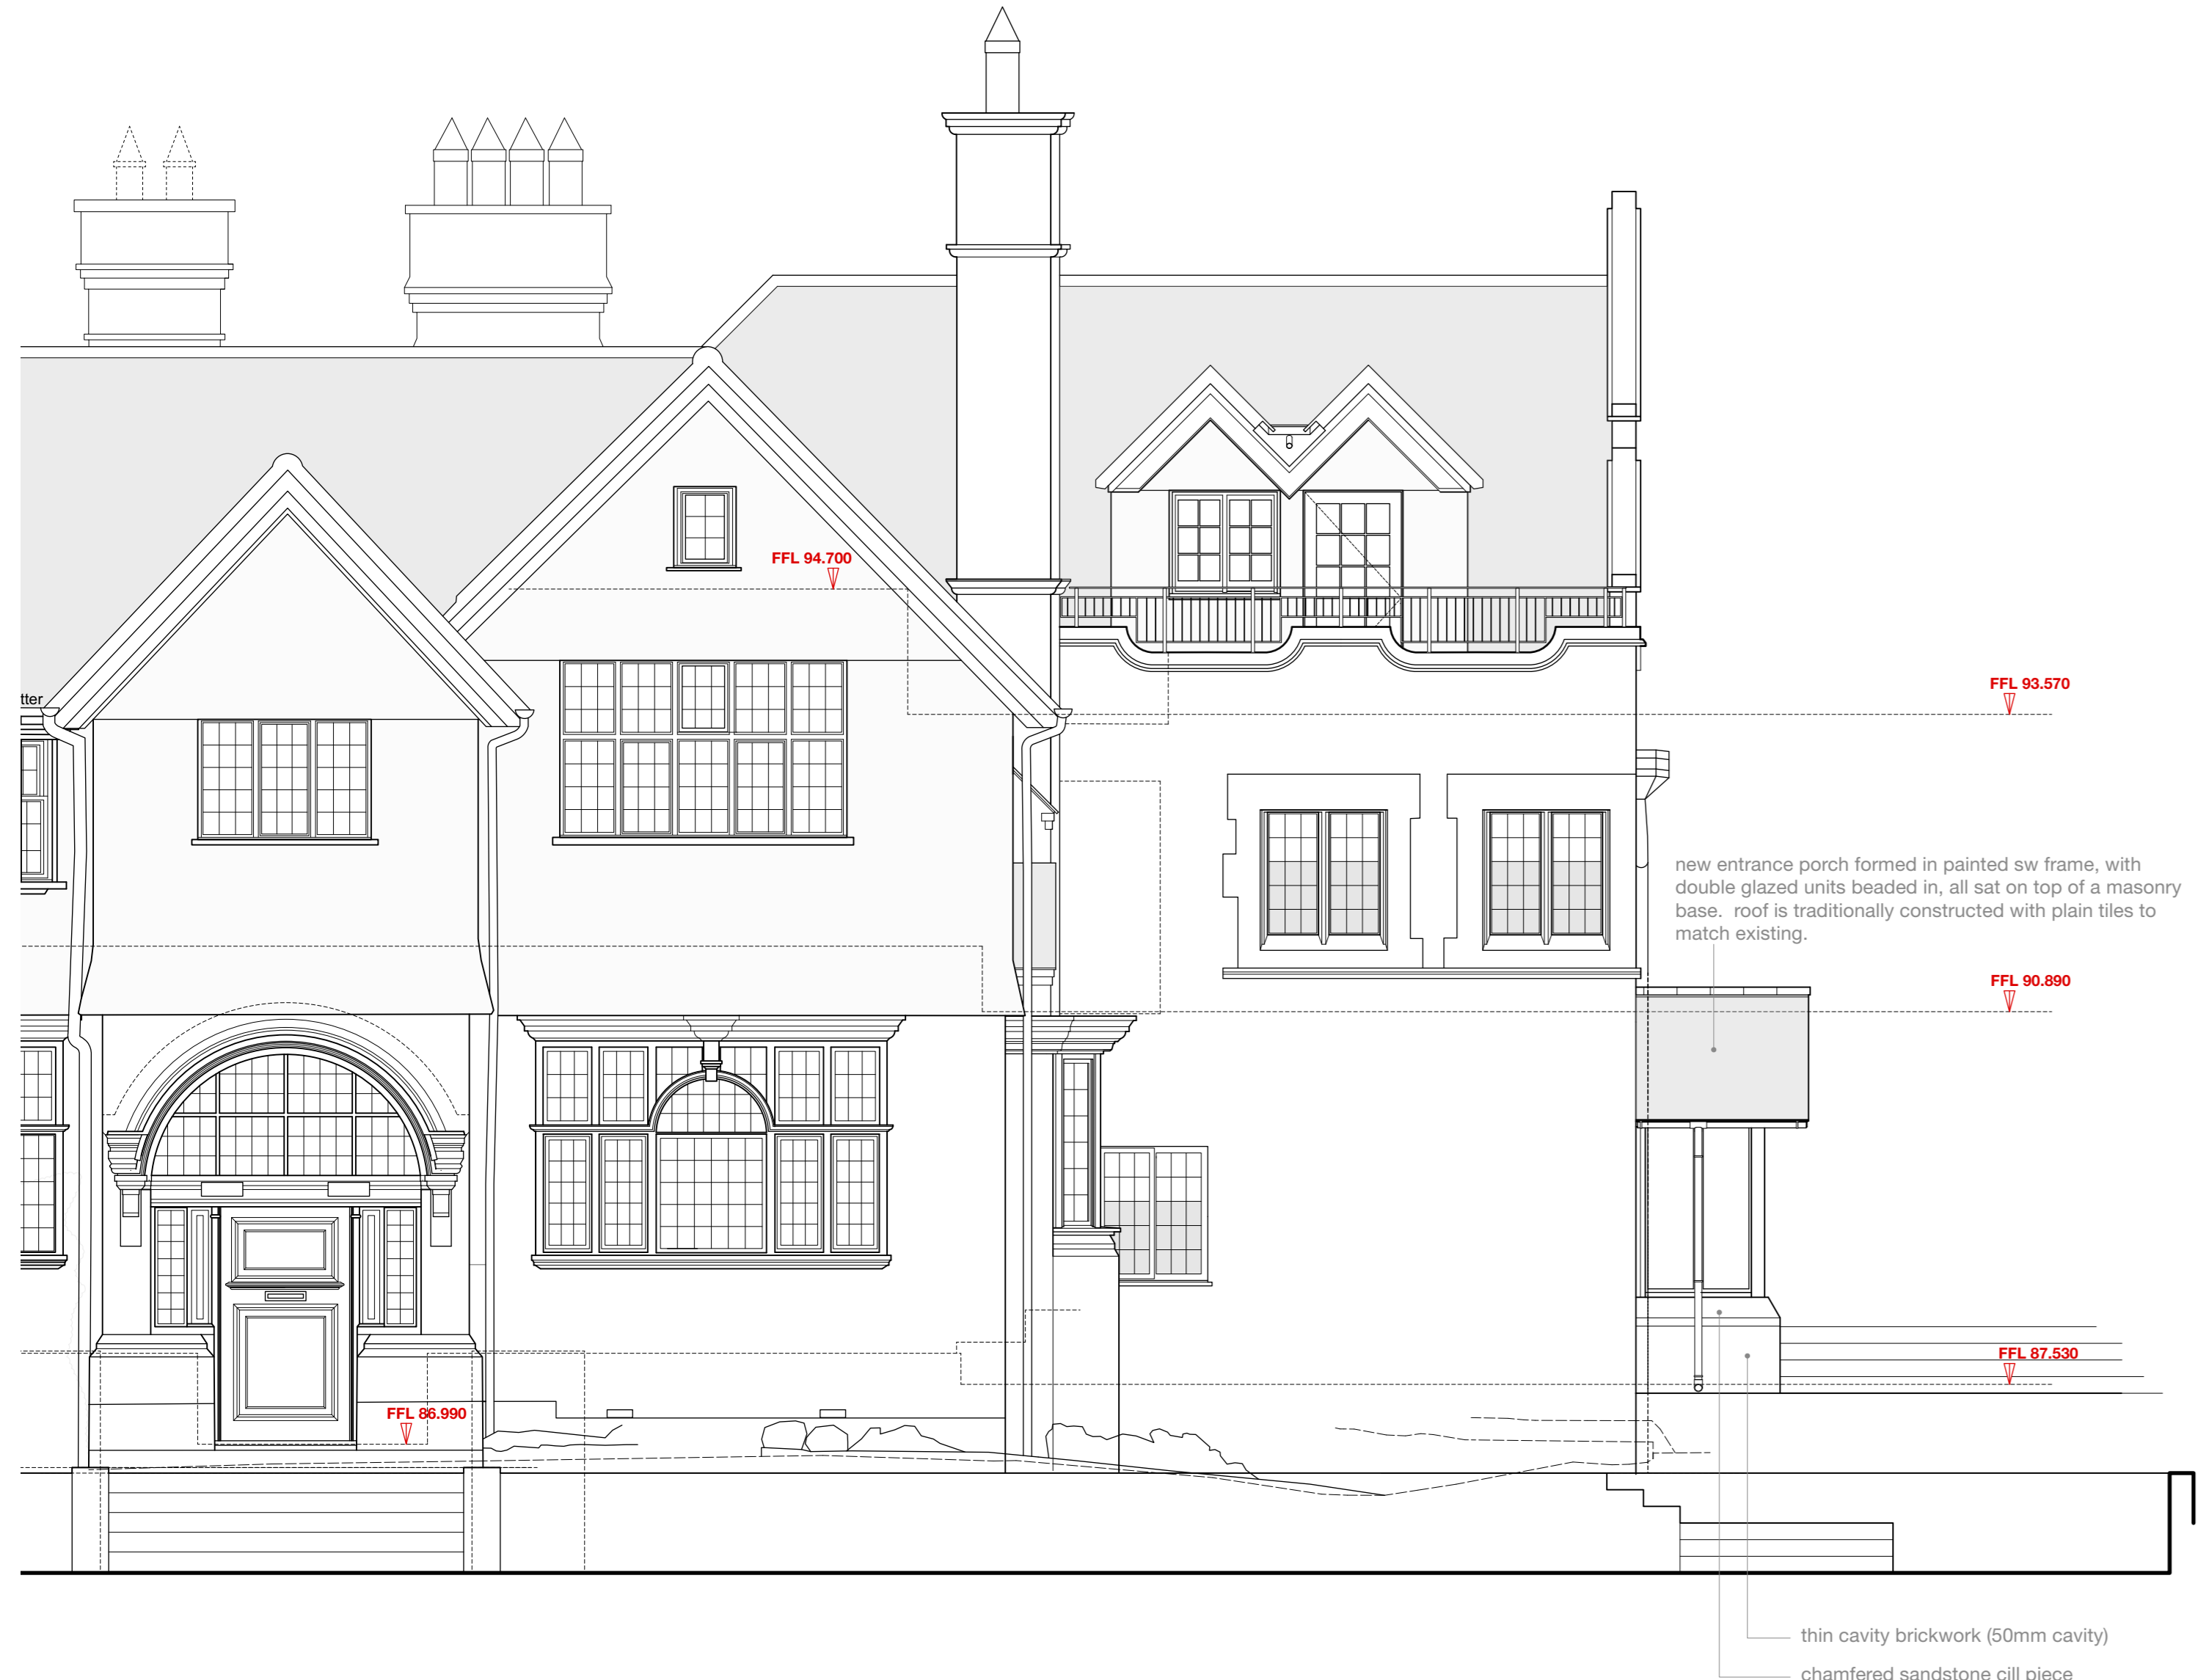 FFL 94.700
tter
FFL 93.570
new entrance porch formed in painted sw frame, with
double glazed units beaded in, all sat on top of a masonry
base.  roof is traditionally constructed with plain tiles to
match existing.
FFL 90.890
FFL 87.530
FFL 86.990
thin cavity brickwork (50mm cavity)
chamfered sandstone cill piece